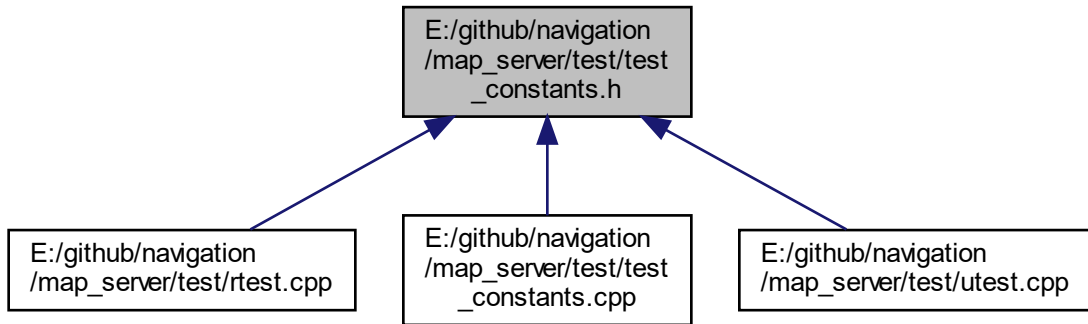 E:/github/navigation
/map_server/test/test
_constants.h
E:/github/navigation
/map_server/test/rtest.cpp
E:/github/navigation
/map_server/test/test
_constants.cpp
E:/github/navigation
/map_server/test/utest.cpp